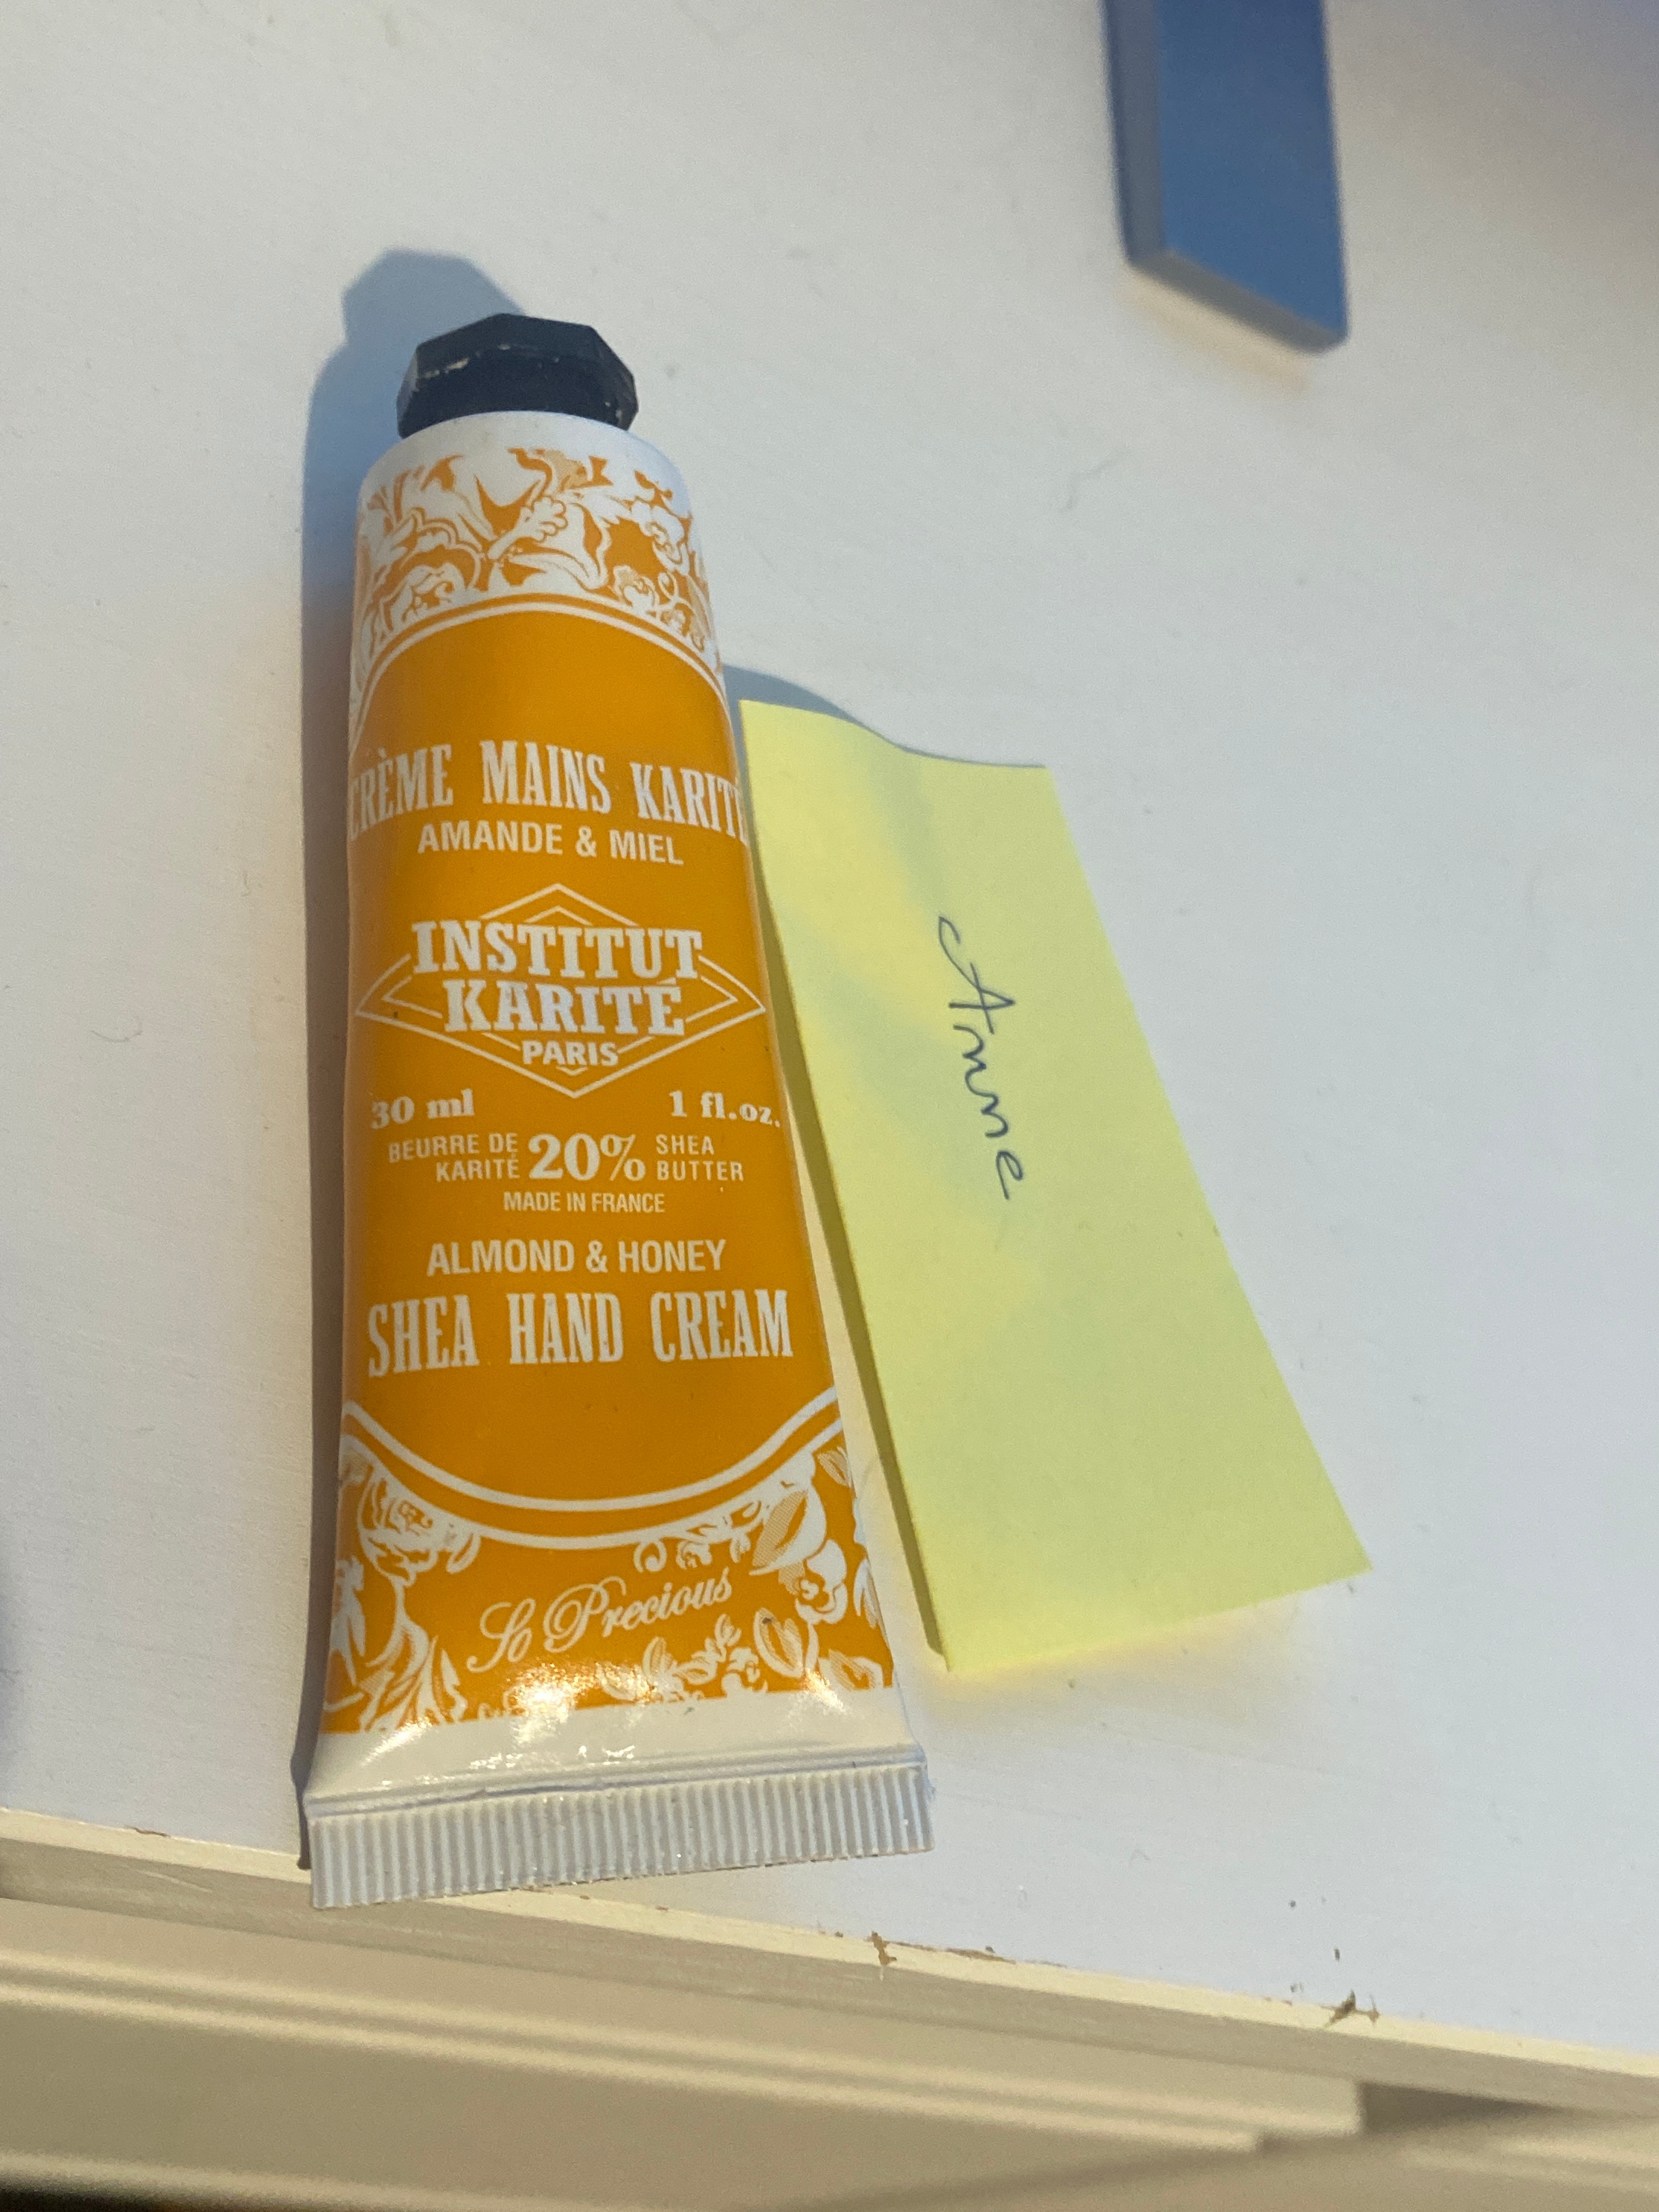 CRÈME MAINS KARITÉ
AMANDE & MIEL
INSTITUT
KARITÉ
PARIS
30 ml 1 fl.oz.
BEURRE DE KARITÉ 20% SHEA BUTTER
MADE IN FRANCE
ALMOND & HONEY
SHEA HAND CREAM
So Precious
Anne